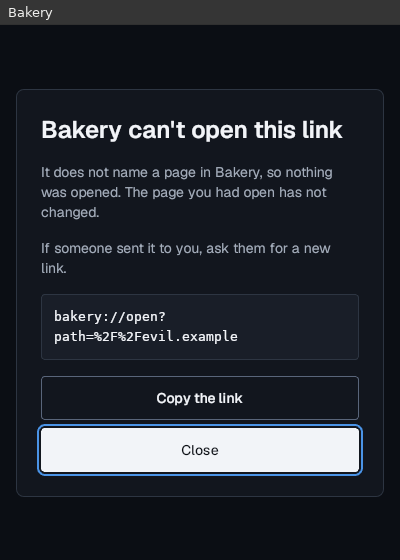 Bakery
Bakery can't open this link
It does not name a page in Bakery, so nothing
was opened. The page you had open has not
changed.
If someone sent it to you, ask them for a new
link.
bakery://open?
path=%2F%2Fevil.example
Copy the link
Close